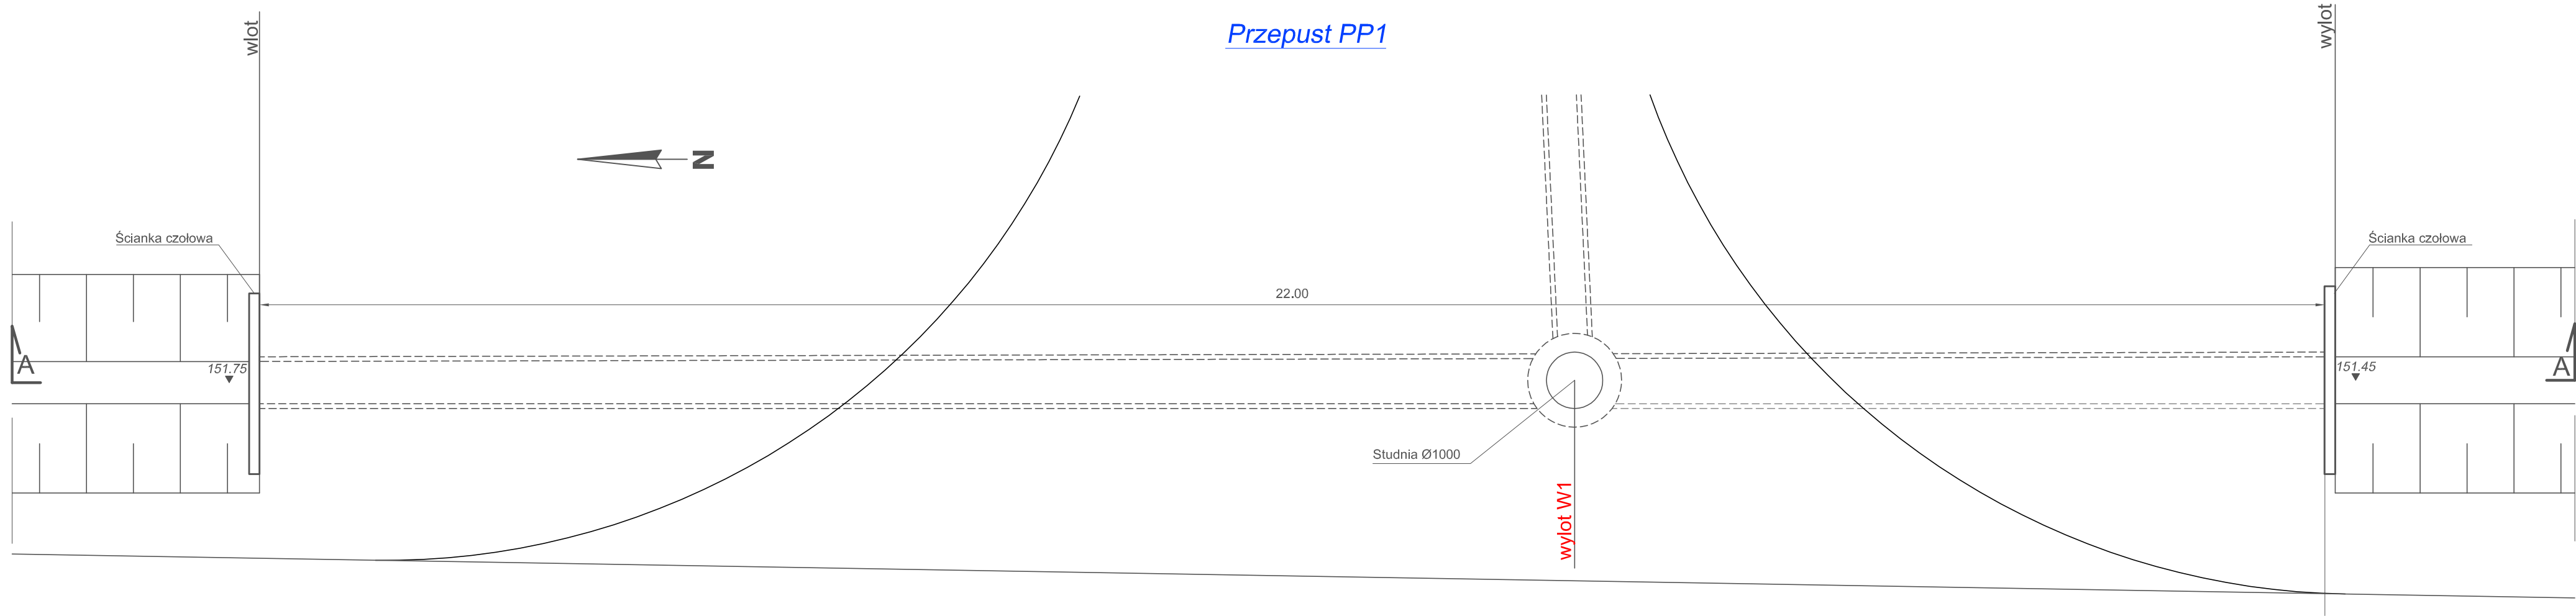 wlot
Przepust PP1
wylot
N
Ścianka czołowa
Ścianka czołowa
22.00
A
151.75
151.45
A
Studnia Ø1000
wylot W1